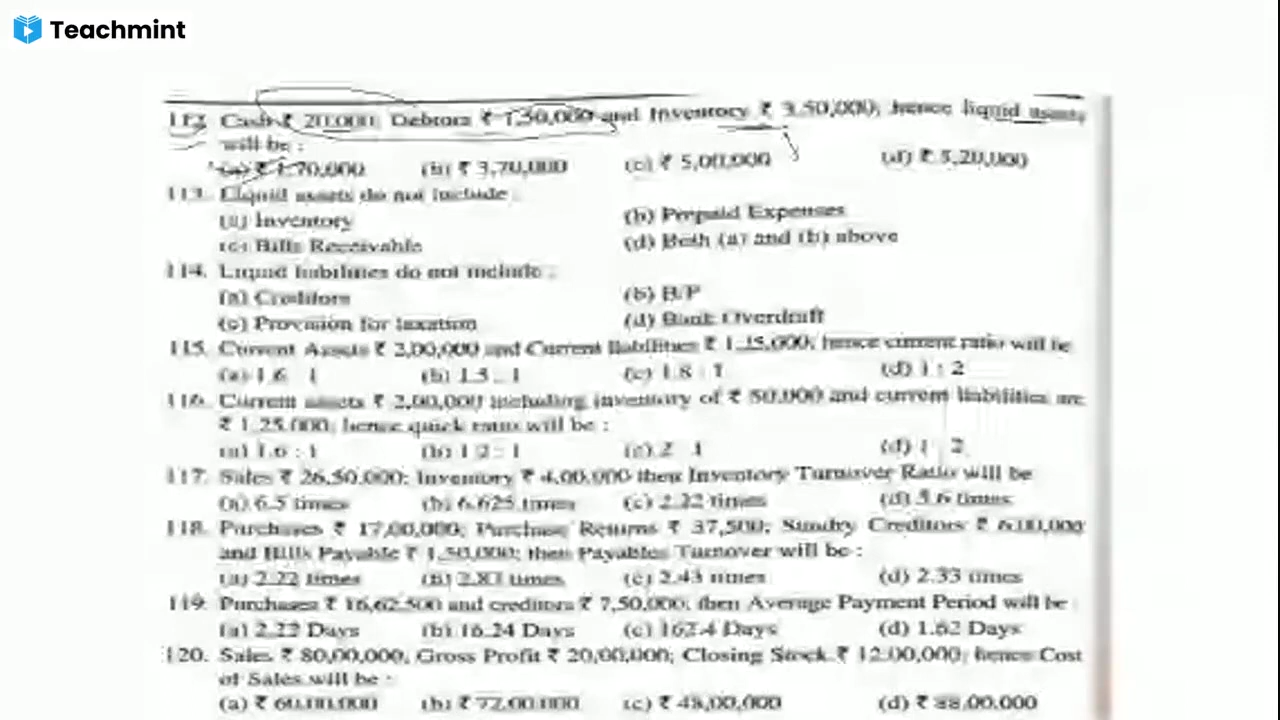 Teachmint
112. Cash ₹ 20,000; Debtors ₹ 1,50,000 and Inventory ₹ 3,50,000; hence liquid assets
will be :
(a) ₹ 1,70,000 (b) ₹ 3,70,000 (c) ₹ 5,00,000 (d) ₹ 5,20,000
113. Liquid assets do not include :
(a) Inventory (b) Prepaid Expenses
(c) Bills Receivable (d) Both (a) and (b) above
114. Liquid liabilities do not include :
(a) Creditors (b) B/P
(c) Provision for taxation (d) Bank Overdraft
115. Current Assets ₹ 2,00,000 and Current liabilities ₹ 1,25,000; hence current ratio will be
(a) 1.6 : 1 (b) 1.5 : 1 (c) 1.8 : 1 (d) 1 : 2
116. Current assets ₹ 2,00,000 including inventory of ₹ 50,000 and current liabilities are
₹ 1,25,000; hence quick ratio will be :
(a) 1.6 : 1 (b) 1.2 : 1 (c) 2 : 1 (d) 1 : 2
117. Sales ₹ 26,50,000; Inventory ₹ 4,00,000 then Inventory Turnover Ratio will be
(a) 6.5 times (b) 6.625 times (c) 2.22 times (d) times
118. Purchases ₹ 17,00,000; Purchase Returns ₹ 37,500; Sundry Creditors ₹ 6,00,000
and Bills Payable ₹ 1,50,000; then Payables Turnover will be :
(a) 2.22 times (b) 2.83 times (c) 2.43 times (d) 2.33 times
119. Purchases ₹ 16,62,500 and creditors ₹ 7,50,000; then Average Payment Period will be
(a) 2.22 Days (b) 16.24 Days (c) 162.4 Days (d) 1.62 Days
120. Sales ₹ 80,00,000; Gross Profit ₹ 20,00,000; Closing Stock ₹ 12,00,000; hence Cost
of Sales will be :
(a) ₹ 60,00,000 (b) ₹ 72,00,000 (c) ₹ 48,00,000 (d) ₹ 88,00,000